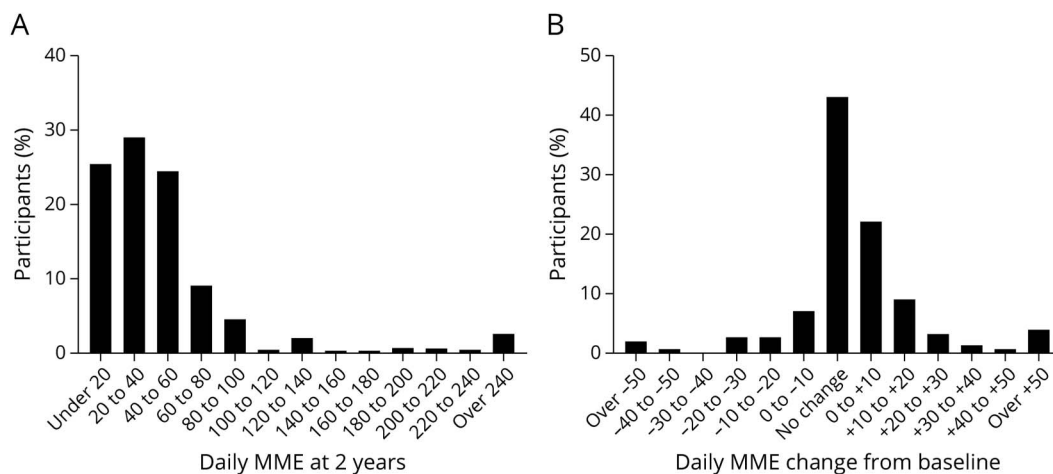 A
40
30
20
10
0
Participants (%)
Under 20
20 to 40
40 to 60
60 to 80
80 to 100
100 to 120
120 to 140
140 to 160
160 to 180
180 to 200
200 to 220
220 to 240
Over 240
Daily MME at 2 years
B
50
40
30
20
10
0
Participants (%)
Over −50
−40 to −50
−30 to −40
−20 to −30
−10 to −20
0 to −10
No change
0 to +10
+10 to +20
+20 to +30
+30 to +40
+40 to +50
Over +50
Daily MME change from baseline